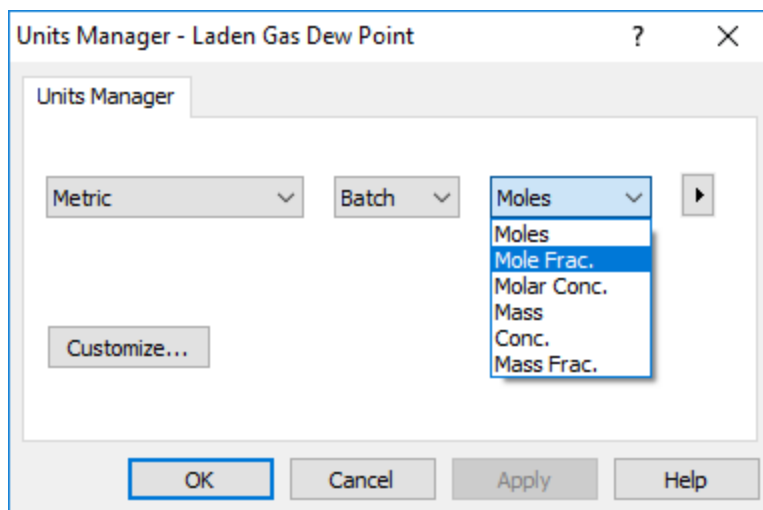 Units Manager - Laden Gas Dew Point ?
Units Manager
Metric Batch Moles
Moles
Mole Frac.
Molar Conc.
Mass
Conc.
Mass Frac.
Customize...
OK Cancel Apply Help